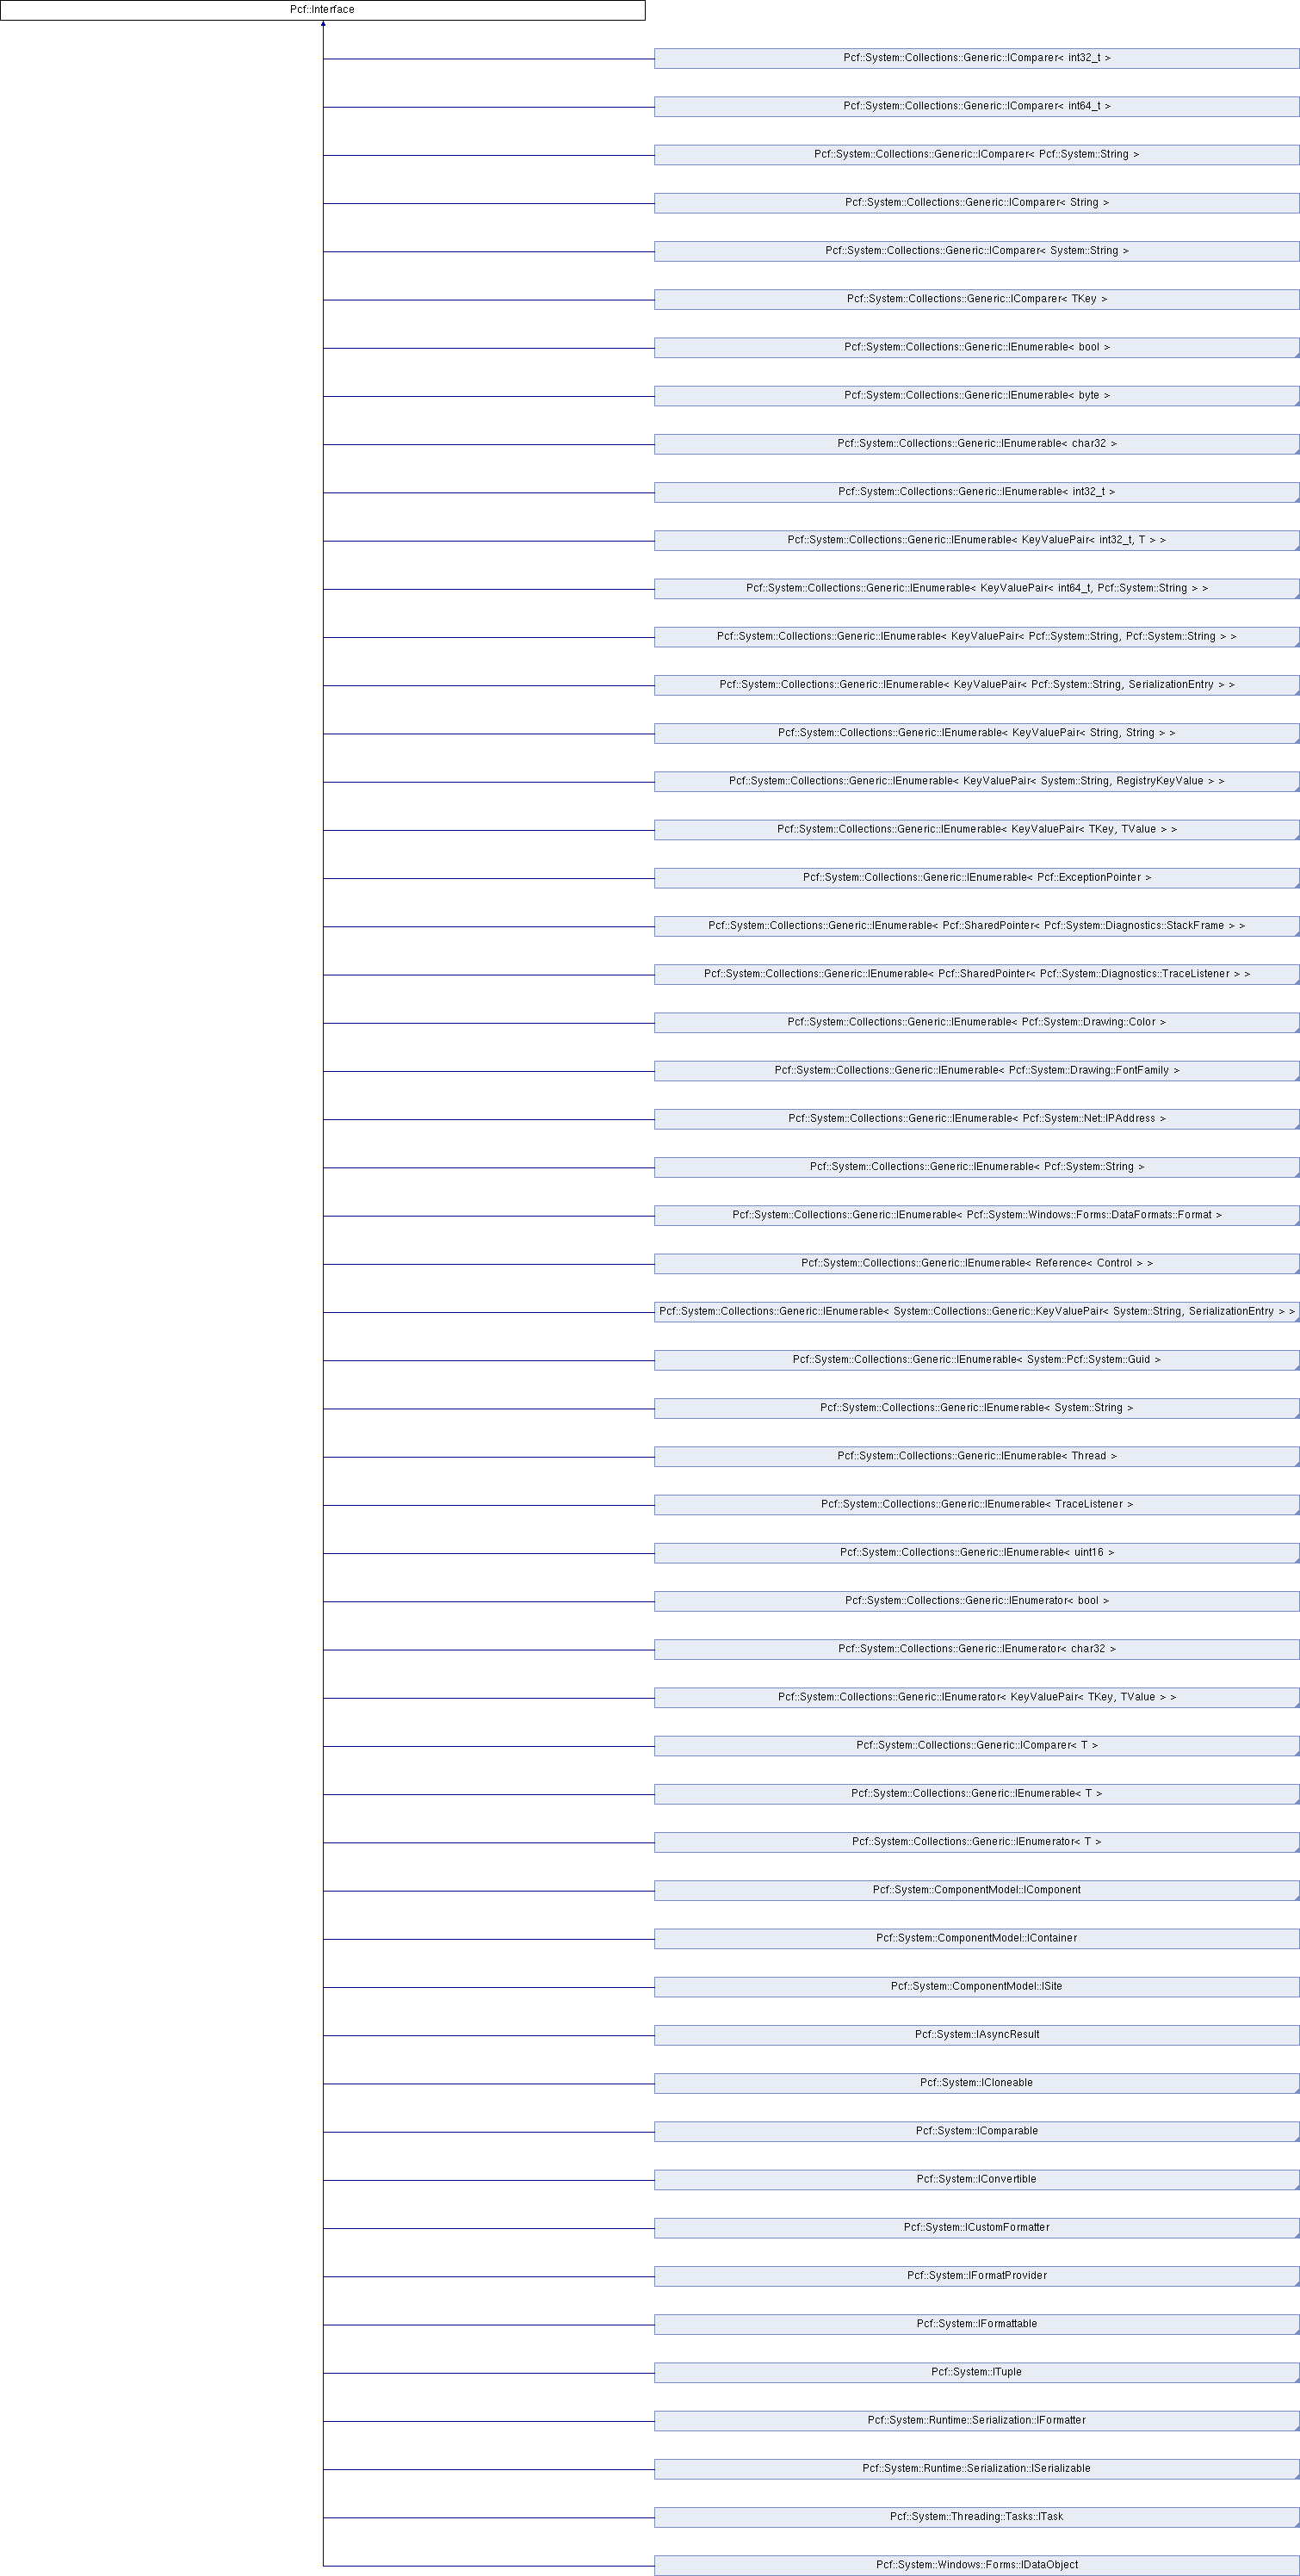 Pcf::Interface
Pcf::System::Collections::Generic::IComparer< int32_t >
Pcf::System::Collections::Generic::IComparer< int64_t >
Pcf::System::Collections::Generic::IComparer< Pcf::System::String >
Pcf::System::Collections::Generic::IComparer< String >
Pcf::System::Collections::Generic::IComparer< System::String >
Pcf::System::Collections::Generic::IComparer< TKey >
Pcf::System::Collections::Generic::IEnumerable< bool >
Pcf::System::Collections::Generic::IEnumerable< byte >
Pcf::System::Collections::Generic::IEnumerable< char32 >
Pcf::System::Collections::Generic::IEnumerable< int32_t >
Pcf::System::Collections::Generic::IEnumerable< KeyValuePair< int32_t, T > >
Pcf::System::Collections::Generic::IEnumerable< KeyValuePair< int64_t, Pcf::System::String > >
Pcf::System::Collections::Generic::IEnumerable< KeyValuePair< Pcf::System::String, Pcf::System::String > >
Pcf::System::Collections::Generic::IEnumerable< KeyValuePair< Pcf::System::String, SerializationEntry > >
Pcf::System::Collections::Generic::IEnumerable< KeyValuePair< String, String > >
Pcf::System::Collections::Generic::IEnumerable< KeyValuePair< System::String, RegistryKeyValue > >
Pcf::System::Collections::Generic::IEnumerable< KeyValuePair< TKey, TValue > >
Pcf::System::Collections::Generic::IEnumerable< Pcf::ExceptionPointer >
Pcf::System::Collections::Generic::IEnumerable< Pcf::SharedPointer< Pcf::System::Diagnostics::StackFrame > >
Pcf::System::Collections::Generic::IEnumerable< Pcf::SharedPointer< Pcf::System::Diagnostics::TraceListener > >
Pcf::System::Collections::Generic::IEnumerable< Pcf::System::Drawing::Color >
Pcf::System::Collections::Generic::IEnumerable< Pcf::System::Drawing::FontFamily >
Pcf::System::Collections::Generic::IEnumerable< Pcf::System::Net::IPAddress >
Pcf::System::Collections::Generic::IEnumerable< Pcf::System::String >
Pcf::System::Collections::Generic::IEnumerable< Pcf::System::Windows::Forms::DataFormats::Format >
Pcf::System::Collections::Generic::IEnumerable< Reference< Control > >
Pcf::System::Collections::Generic::IEnumerable< System::Collections::Generic::KeyValuePair< System::String, SerializationEntry > >
Pcf::System::Collections::Generic::IEnumerable< System::Pcf::System::Guid >
Pcf::System::Collections::Generic::IEnumerable< System::String >
Pcf::System::Collections::Generic::IEnumerable< Thread >
Pcf::System::Collections::Generic::IEnumerable< TraceListener >
Pcf::System::Collections::Generic::IEnumerable< uint16 >
Pcf::System::Collections::Generic::IEnumerator< bool >
Pcf::System::Collections::Generic::IEnumerator< char32 >
Pcf::System::Collections::Generic::IEnumerator< KeyValuePair< TKey, TValue > >
Pcf::System::Collections::Generic::IComparer< T >
Pcf::System::Collections::Generic::IEnumerable< T >
Pcf::System::Collections::Generic::IEnumerator< T >
Pcf::System::ComponentModel::IComponent
Pcf::System::ComponentModel::IContainer
Pcf::System::ComponentModel::ISite
Pcf::System::IAsyncResult
Pcf::System::ICloneable
Pcf::System::IComparable
Pcf::System::IConvertible
Pcf::System::ICustomFormatter
Pcf::System::IFormatProvider
Pcf::System::IFormattable
Pcf::System::ITuple
Pcf::System::Runtime::Serialization::IFormatter
Pcf::System::Runtime::Serialization::ISerializable
Pcf::System::Threading::Tasks::ITask
Pcf::System::Windows::Forms::IDataObject